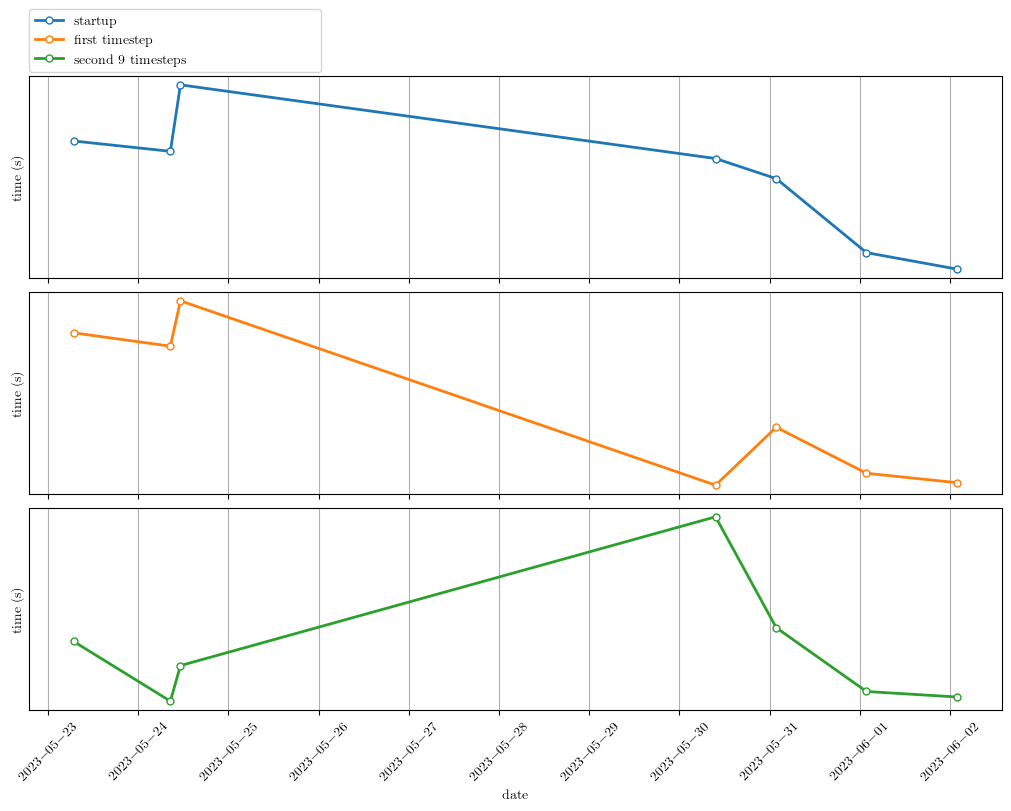 startup
first timestep
second 9 timesteps
time (s)
time (s)
time (s)
2023−05−23
2023−05−24
2023−05−25
2023−05−26
2023−05−27
2023−05−28
2023−05−29
2023−05−30
2023−05−31
2023−06−01
2023−06−02
date